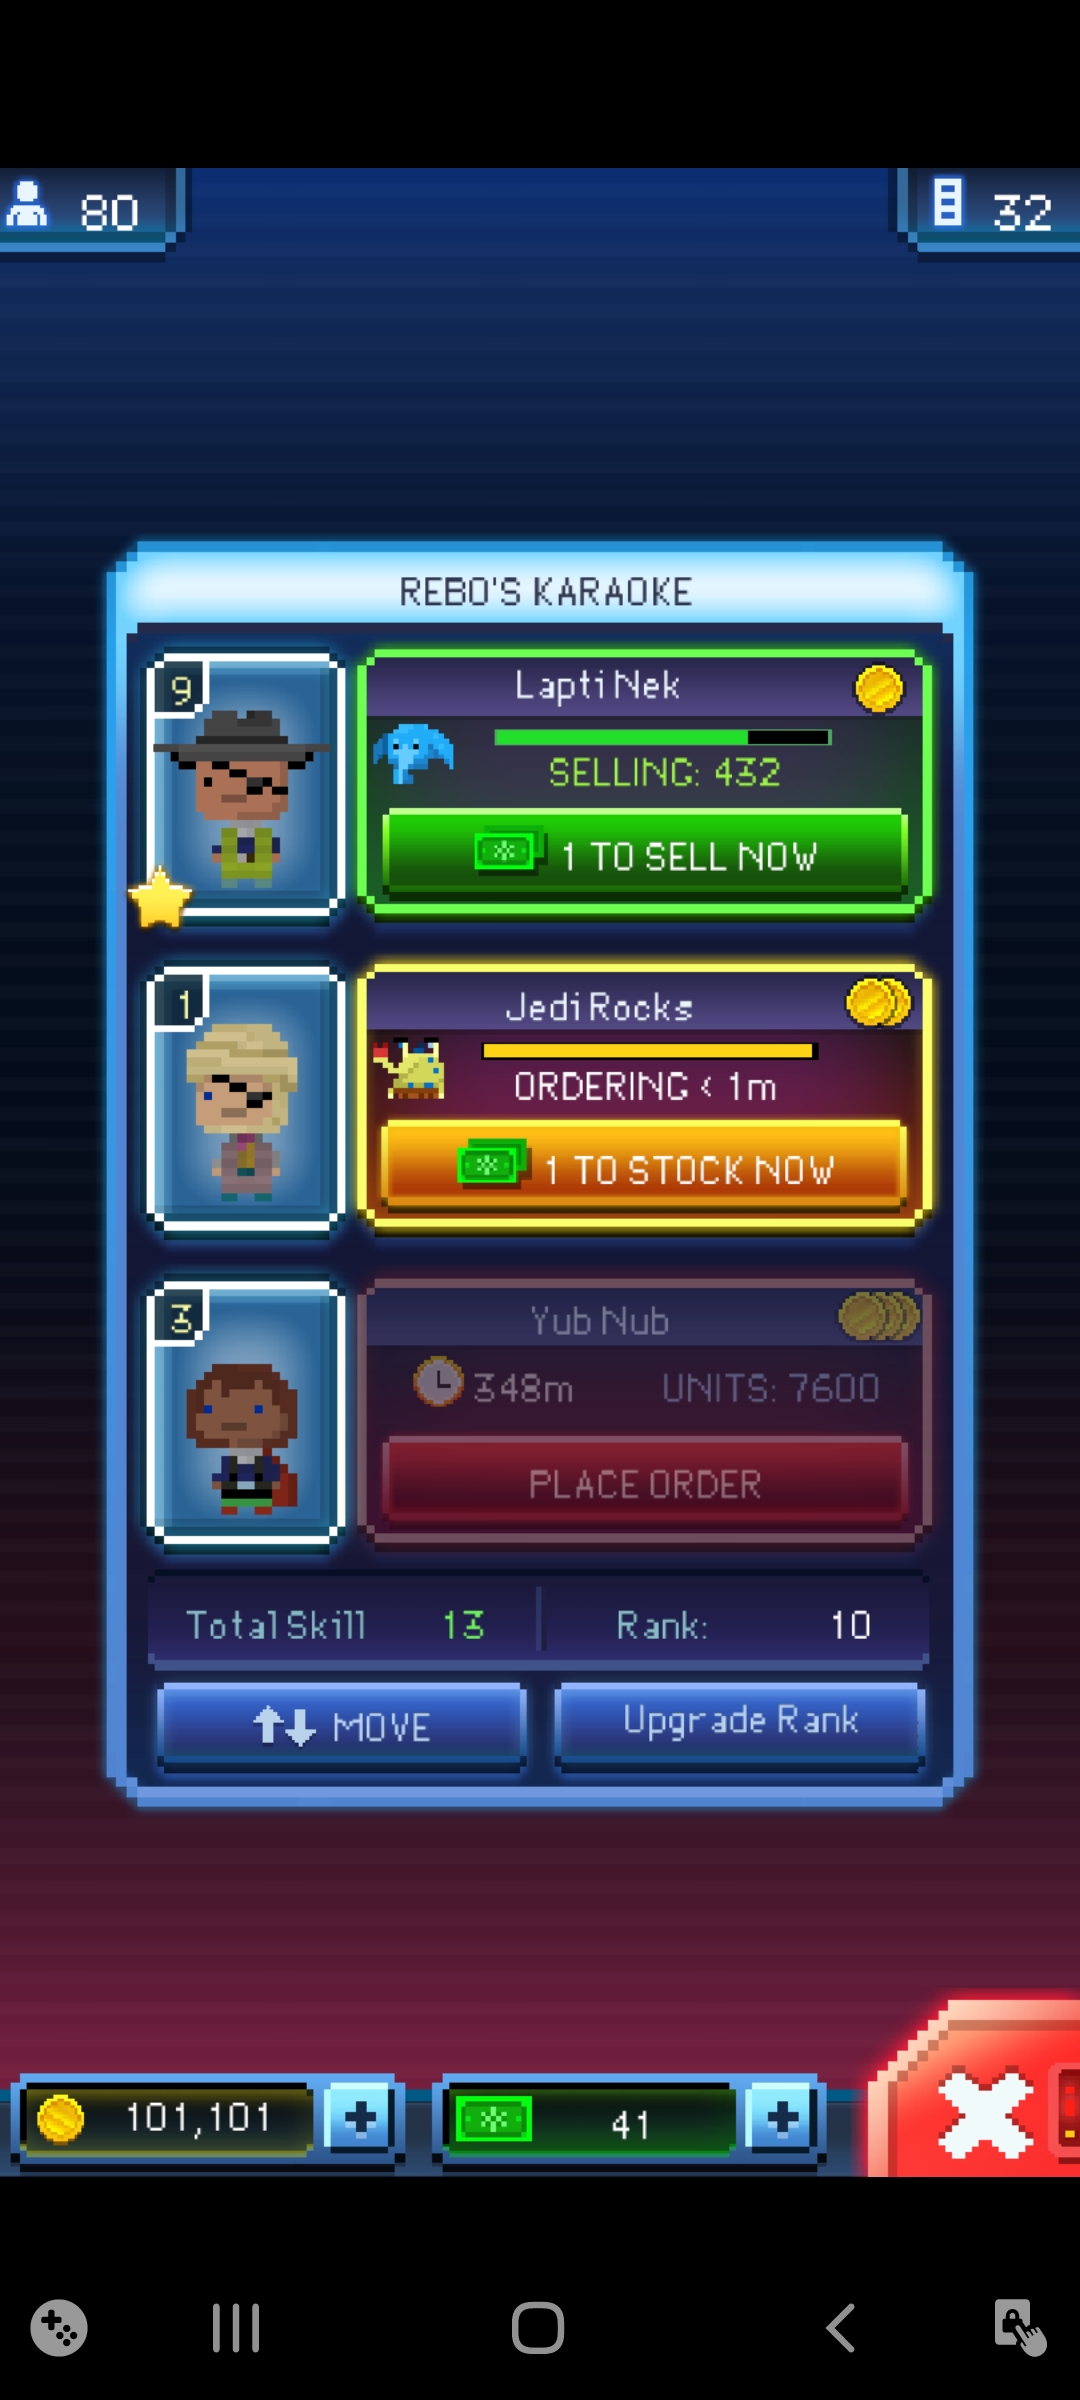 80
32
REBO'S KARAOKE
9
Lapti Nek
SELLING: 432
1 TO SELL NOW
1
Jedi Rocks
ORDERING < 1m
1 TO STOCK NOW
3
Yub Nub
348m UNITS: 7600
PLACE ORDER
Total Skill 13 Rank: 10
MOVE Upgrade Rank
101,101 41